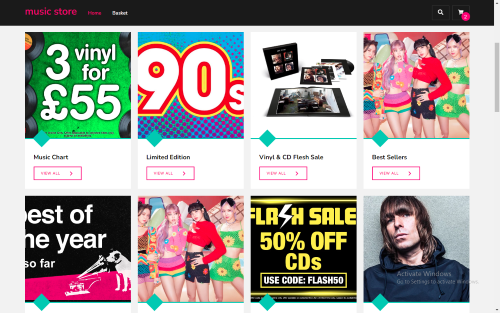 music store
Home
Basket
2
3 vinyl
for
£55
90s
Music Chart
Limited Edition
Vinyl & CD Flesh Sale
Best Sellers
VIEW ALL
VIEW ALL
VIEW ALL
VIEW ALL
best of
the year
so far
FLASH SALE
50% OFF
CDs
USE CODE: FLASH50
Activate Windows
Go to Settings to activate Windows.